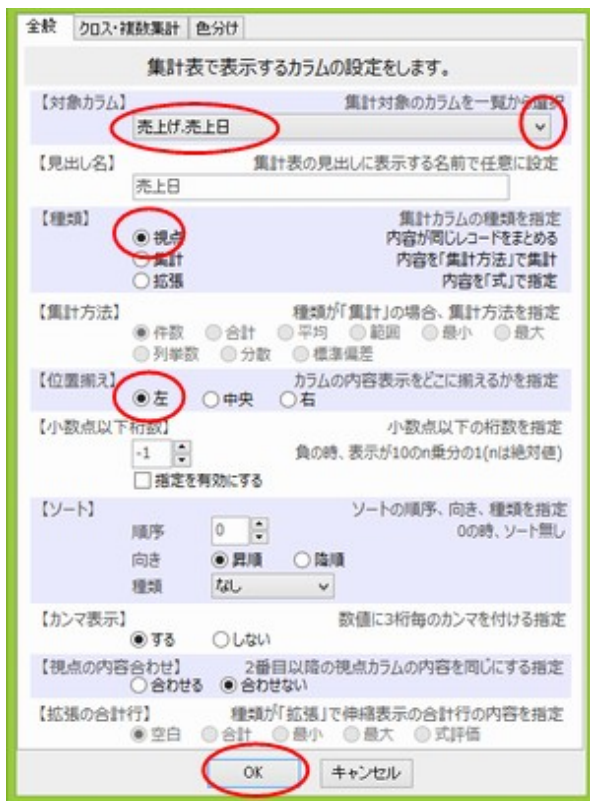 全般 クロス・複数集計 色分け
集計表で表示するカラムの設定をします。
【対象カラム】 集計対象のカラムを一覧から選択
売上げ.売上日
【見出し名】 集計表の見出しに表示する名前で任意に設定
売上日
【種類】 集計カラムの種類を指定
視点 内容が同じレコードをまとめる
集計 内容を「集計方法」で集計
拡張 内容を「式」で指定
【集計方法】 種類が「集計」の場合、集計方法を指定
件数 合計 平均 範囲 最小 最大
列挙数 分散 標準偏差
【位置揃え】 カラムの内容表示をどこに揃えるかを指定
左 中央 右
【小数点以下桁数】 小数点以下の桁数を指定
-1 負の時、表示が10のn乗分の1(nは絶対値)
指定を有効にする
【ソート】 ソートの順序、向き、種類を指定
順序 0 0の時、ソート無し
向き 昇順 降順
種類 なし
【カンマ表示】 数値に3桁毎のカンマを付ける指定
する しない
【視点の内容合わせ】 2番目以降の視点カラムの内容を同じにする指定
合わせる 合わせない
【拡張の合計行】 種類が「拡張」で伸縮表示の合計行の内容を指定
空白 合計 最小 最大 式評価
OK キャンセル